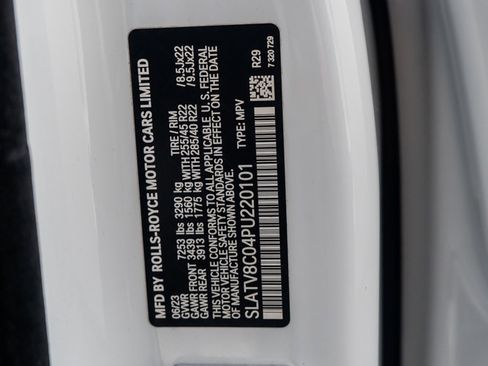 MFD BY ROLLS-ROYCE MOTOR CARS LIMITED
06/23 TIRE / RIM
GVWR 7253 lbs 3290 kg
GAWR FRONT 3439 lbs 1560 kg WITH 255/45 R22 /8.5Jx22
GAWR REAR 3913 lbs 1775 kg WITH 285/40 R22 /9.5Jx22
THIS VEHICLE CONFORMS TO ALL APPLICABLE U. S. FEDERAL
MOTOR VEHICLE SAFETY STANDARDS IN EFFECT ON THE DATE
OF MANUFACTURE SHOWN ABOVE.
SLATV8C04PU220101 TYPE: MPV
R29
7 320 729